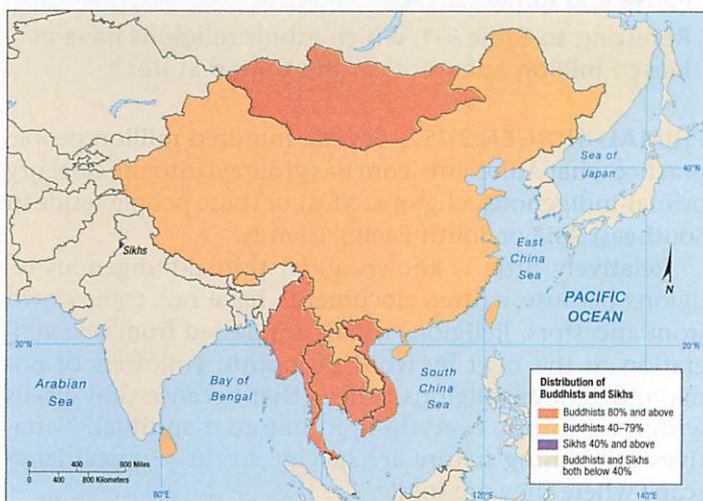 Sea of
Japan
40°
Sikhs
East
China
Sea
N
PACIFIC
OCEAN
20°
20°
Arabian
Sea
Bay of
Bengal
South
China
Sea
Distribution of
Buddhists and Sikhs
Buddhists 80% and above
Buddhists 40–79%
Sikhs 40% and above
Buddhists and Sikhs
both below 40%
0 400 800 Miles
0 400 800 Kilometers
80°
120°
140°